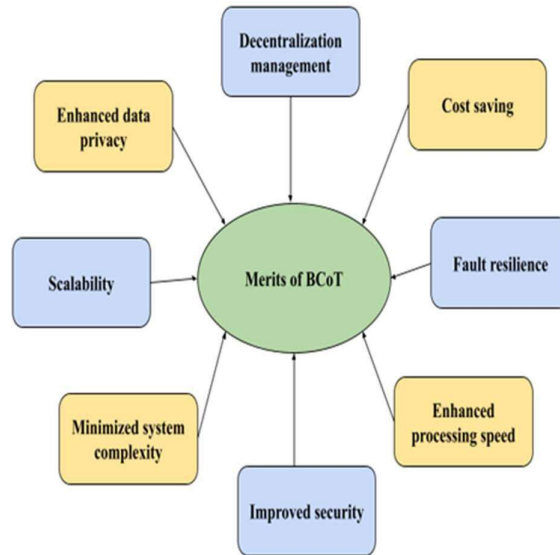 Decentralization
management
Enhanced data
privacy
Cost saving
Scalability
Merits of BCoT
Fault resilience
Minimized system
complexity
Enhanced
processing speed
Improved security